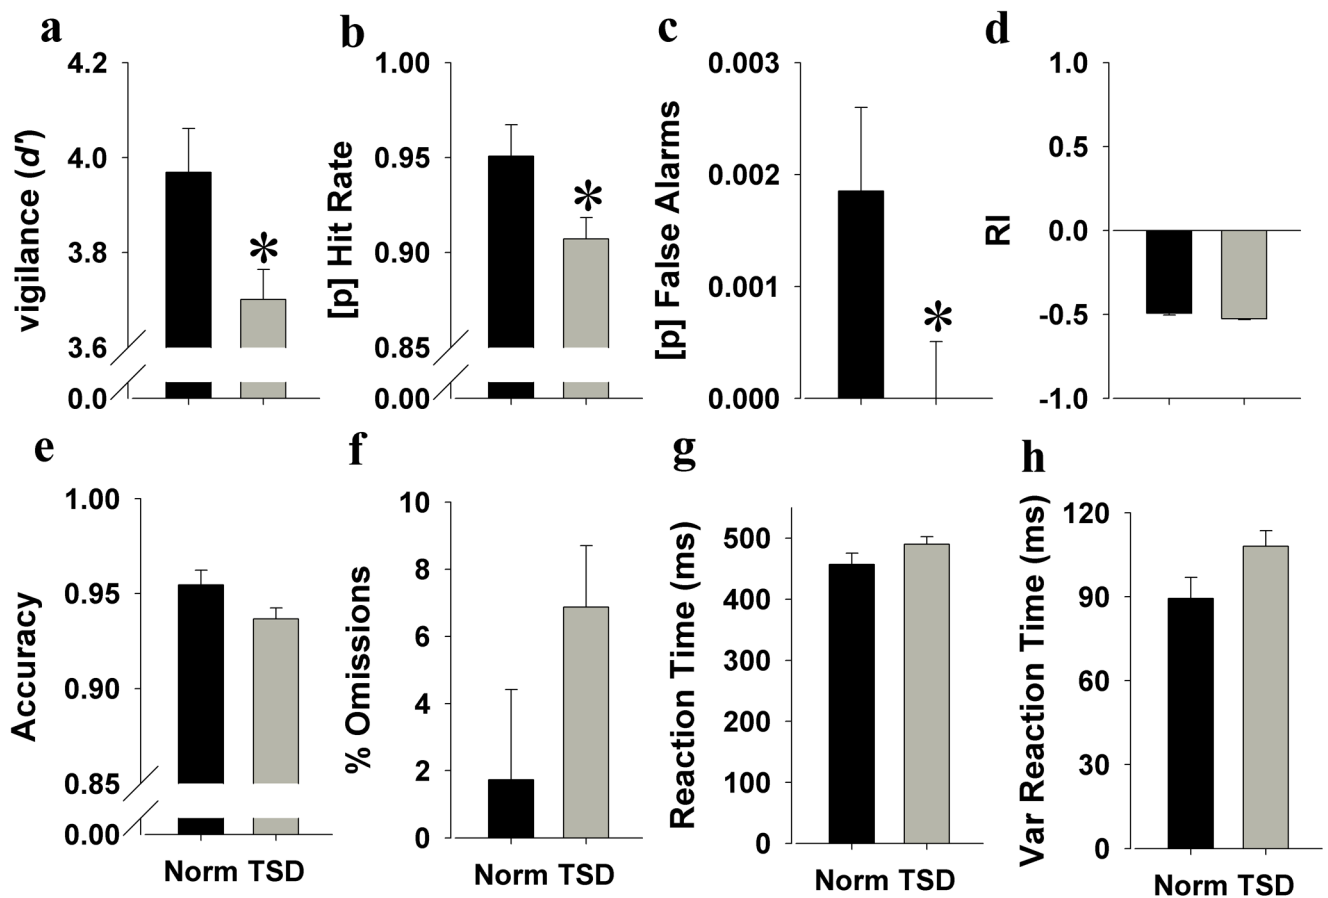 a
4.2
4.0
3.8
3.6
0.0
vigilance (d')
*
b
1.00
0.95
0.90
0.85
0.00
[p] Hit Rate
*
c
0.003
0.002
0.001
0.000
[p] False Alarms
*
d
1.0
0.5
0.0
-0.5
-1.0
RI
e
1.00
0.95
0.90
0.85
0.00
Accuracy
Norm TSD
f
10
8
6
4
2
0
% Omissions
Norm TSD
g
500
400
300
200
100
0
Reaction Time (ms)
Norm TSD
h
120
90
60
30
0
Var Reaction Time (ms)
Norm TSD